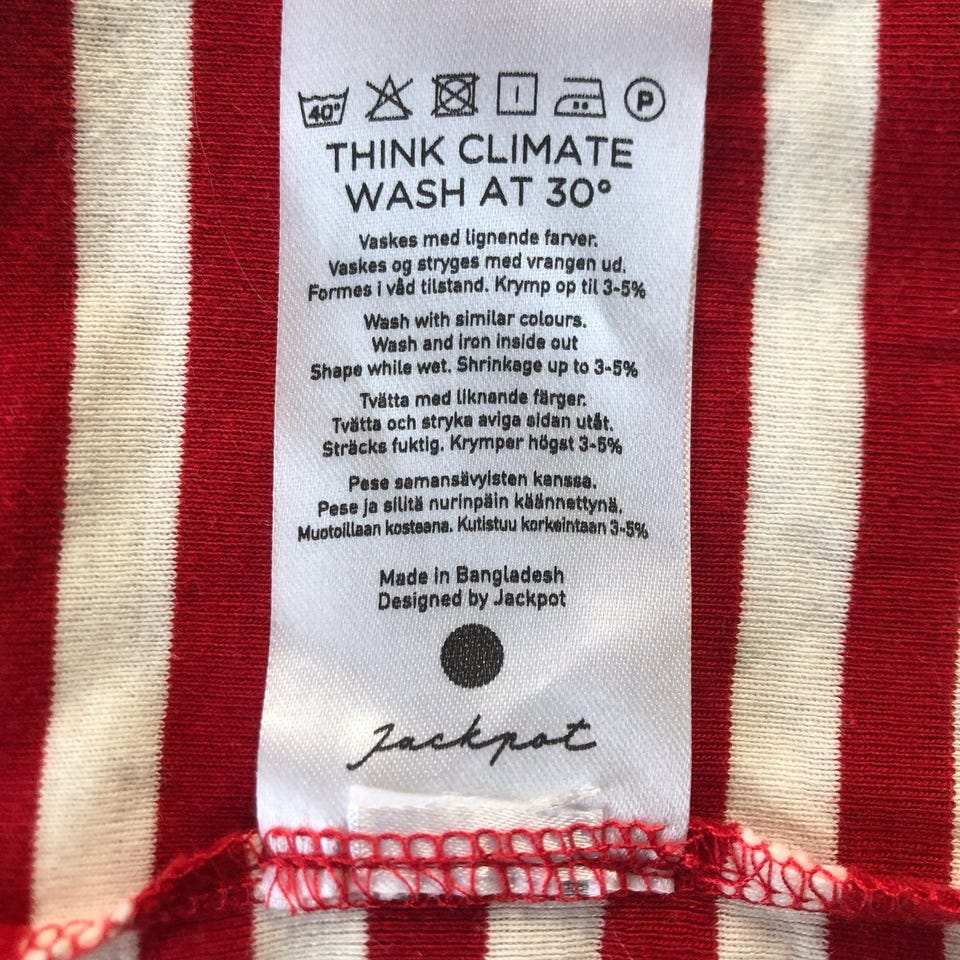 40° P
THINK CLIMATE
WASH AT 30°
Vaskes med lignende farver.
Vaskes og stryges med vrangen ud.
Formes i våd tilstand. Krymp op til 3-5%
Wash with similar colours.
Wash and iron inside out
Shape while wet. Shrinkage up to 3-5%
Tvätta med liknande färger.
Tvätta och stryka aviga sidan utåt.
Sträcks fuktig. Krymper högst 3-5%
Pese samansävyisten kanssa.
Pese ja silitä nurinpäin käännettynä.
Muotoillaan kosteana. Kutistuu korkeintaan 3-5%
Made in Bangladesh
Designed by Jackpot
Jackpot